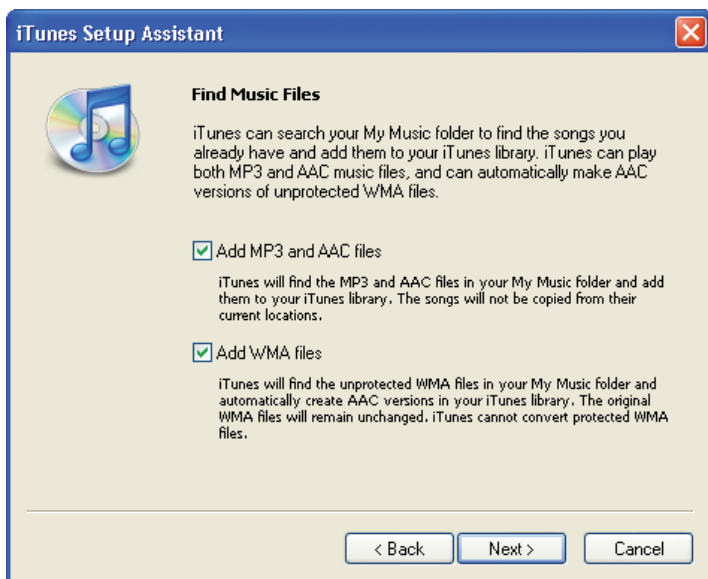 iTunes Setup Assistant
Find Music Files
iTunes can search your My Music folder to find the songs you
already have and add them to your iTunes library. iTunes can play
both MP3 and AAC music files, and can automatically make AAC
versions of unprotected WMA files.
Add MP3 and AAC files
iTunes will find the MP3 and AAC files in your My Music folder and add
them to your iTunes library. The songs will not be copied from their
current locations.
Add WMA files
iTunes will find the unprotected WMA files in your My Music folder and
automatically create AAC versions in your iTunes library. The original
WMA files will remain unchanged. iTunes cannot convert protected WMA
files.
< Back Next > Cancel